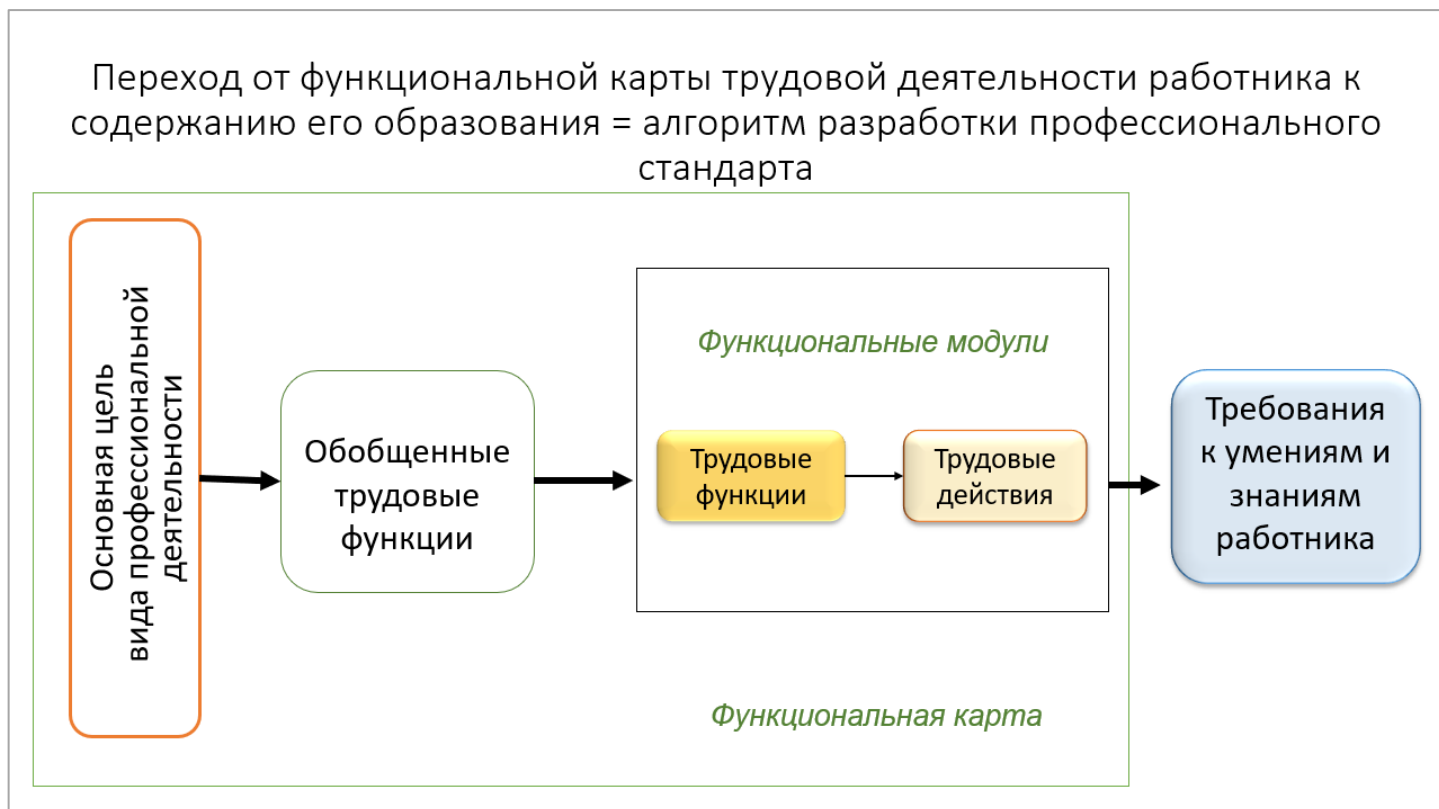 Переход от функциональной карты трудовой деятельности работника к
содержанию его образования = алгоритм разработки профессионального
стандарта
Основная цель
вида профессиональной
деятельности
Обобщенные
трудовые
функции
Функциональные модули
Трудовые
функции
Трудовые
действия
Требования
к умениям и
знаниям
работника
Функциональная карта